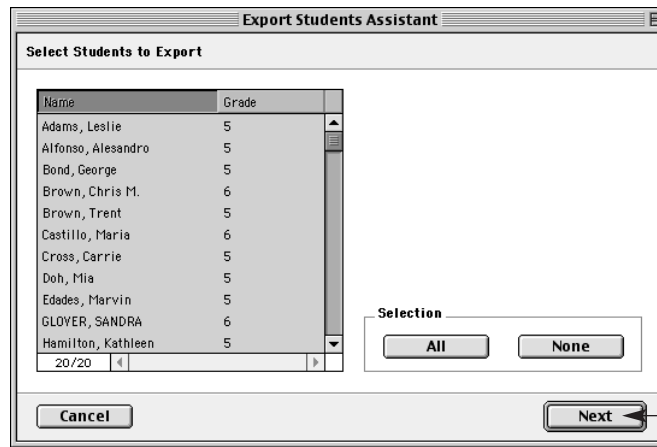 Export Students Assistant
Select Students to Export
Name Grade
Adams, Leslie 5
Alfonso, Alesandro 5
Bond, George 5
Brown, Chris M. 6
Brown, Trent 5
Castillo, Maria 6
Cross, Carrie 5
Doh, Mia 5
Edades, Marvin 5
GLOVER, SANDRA 6
Hamilton, Kathleen 5
20/20
Selection
All None
Cancel Next